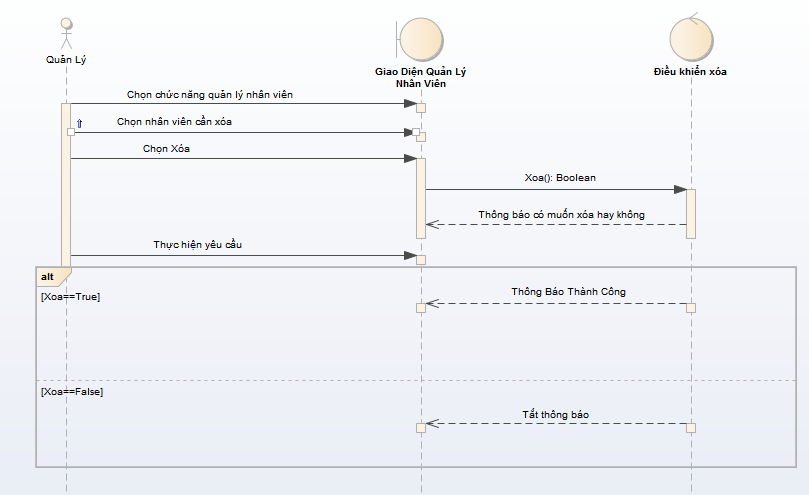 Quản Lý
Giao Diện Quản Lý
Nhân Viên
Điều khiển xóa
Chọn chức năng quản lý nhân viên
Chọn nhân viên cần xóa
Chọn Xóa
Xoa(): Boolean
Thông báo có muốn xóa hay không
Thực hiện yêu cầu
alt
[Xoa==True]
Thông Báo Thành Công
[Xoa==False]
Tắt thông báo